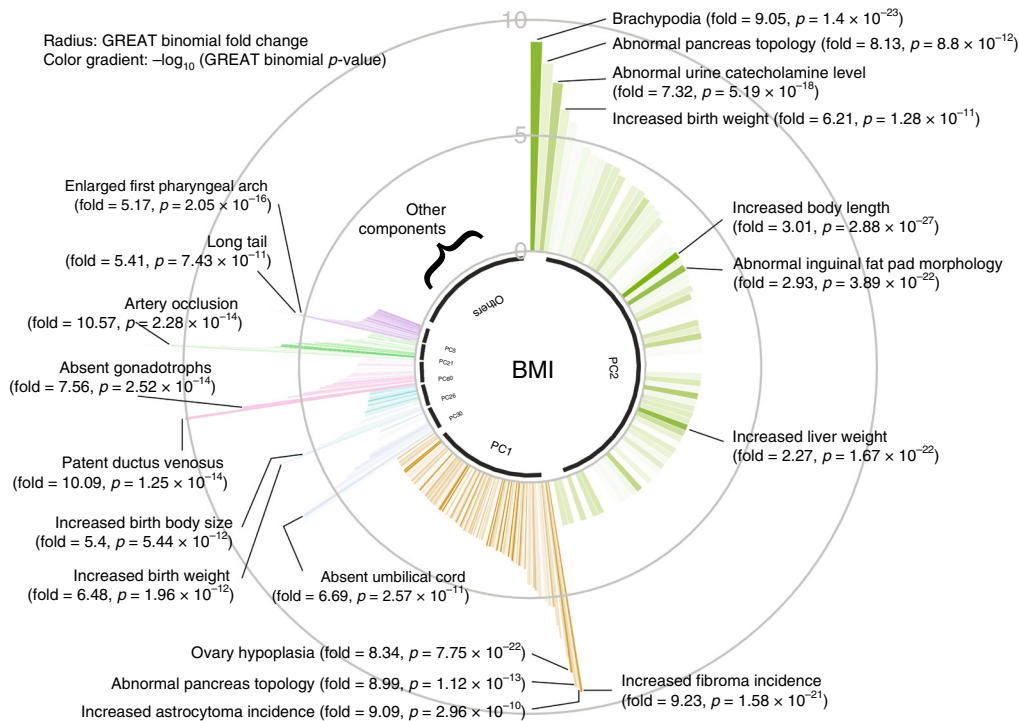 Radius: GREAT binomial fold change
Color gradient: –log₁₀ (GREAT binomial p-value)
10
5
0
Brachypodia (fold = 9.05, p = 1.4 × 10⁻²³)
Abnormal pancreas topology (fold = 8.13, p = 8.8 × 10⁻¹²)
Abnormal urine catecholamine level
(fold = 7.32, p = 5.19 × 10⁻¹⁸)
Increased birth weight (fold = 6.21, p = 1.28 × 10⁻¹¹)
Increased body length
(fold = 3.01, p = 2.88 × 10⁻²⁷)
Abnormal inguinal fat pad morphology
(fold = 2.93, p = 3.89 × 10⁻²²)
Increased liver weight
(fold = 2.27, p = 1.67 × 10⁻²²)
Increased fibroma incidence
(fold = 9.23, p = 1.58 × 10⁻²¹)
Enlarged first pharyngeal arch
(fold = 5.17, p = 2.05 × 10⁻¹⁶)
Long tail
(fold = 5.41, p = 7.43 × 10⁻¹¹)
Artery occlusion
(fold = 10.57, p = 2.28 × 10⁻¹⁴)
Absent gonadotrophs
(fold = 7.56, p = 2.52 × 10⁻¹⁴)
Patent ductus venosus
(fold = 10.09, p = 1.25 × 10⁻¹⁴)
Increased birth body size
(fold = 5.4, p = 5.44 × 10⁻¹²)
Increased birth weight
(fold = 6.48, p = 1.96 × 10⁻¹²)
Absent umbilical cord
(fold = 6.69, p = 2.57 × 10⁻¹¹)
Ovary hypoplasia (fold = 8.34, p = 7.75 × 10⁻²²)
Abnormal pancreas topology (fold = 8.99, p = 1.12 × 10⁻¹³)
Increased astrocytoma incidence (fold = 9.09, p = 2.96 × 10⁻¹⁰)
Other
components
Others
PC5
PC21
PC60
PC26
PC30
PC1
PC2
BMI